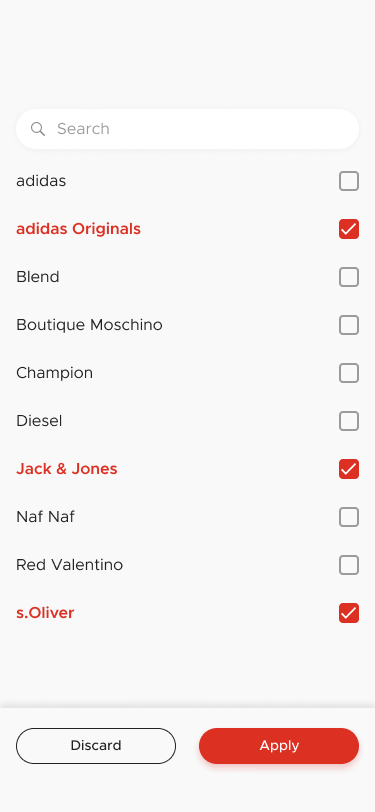 Search
adidas
adidas Originals
Blend
Boutique Moschino
Champion
Diesel
Jack & Jones
Naf Naf
Red Valentino
s.Oliver
Discard
Apply